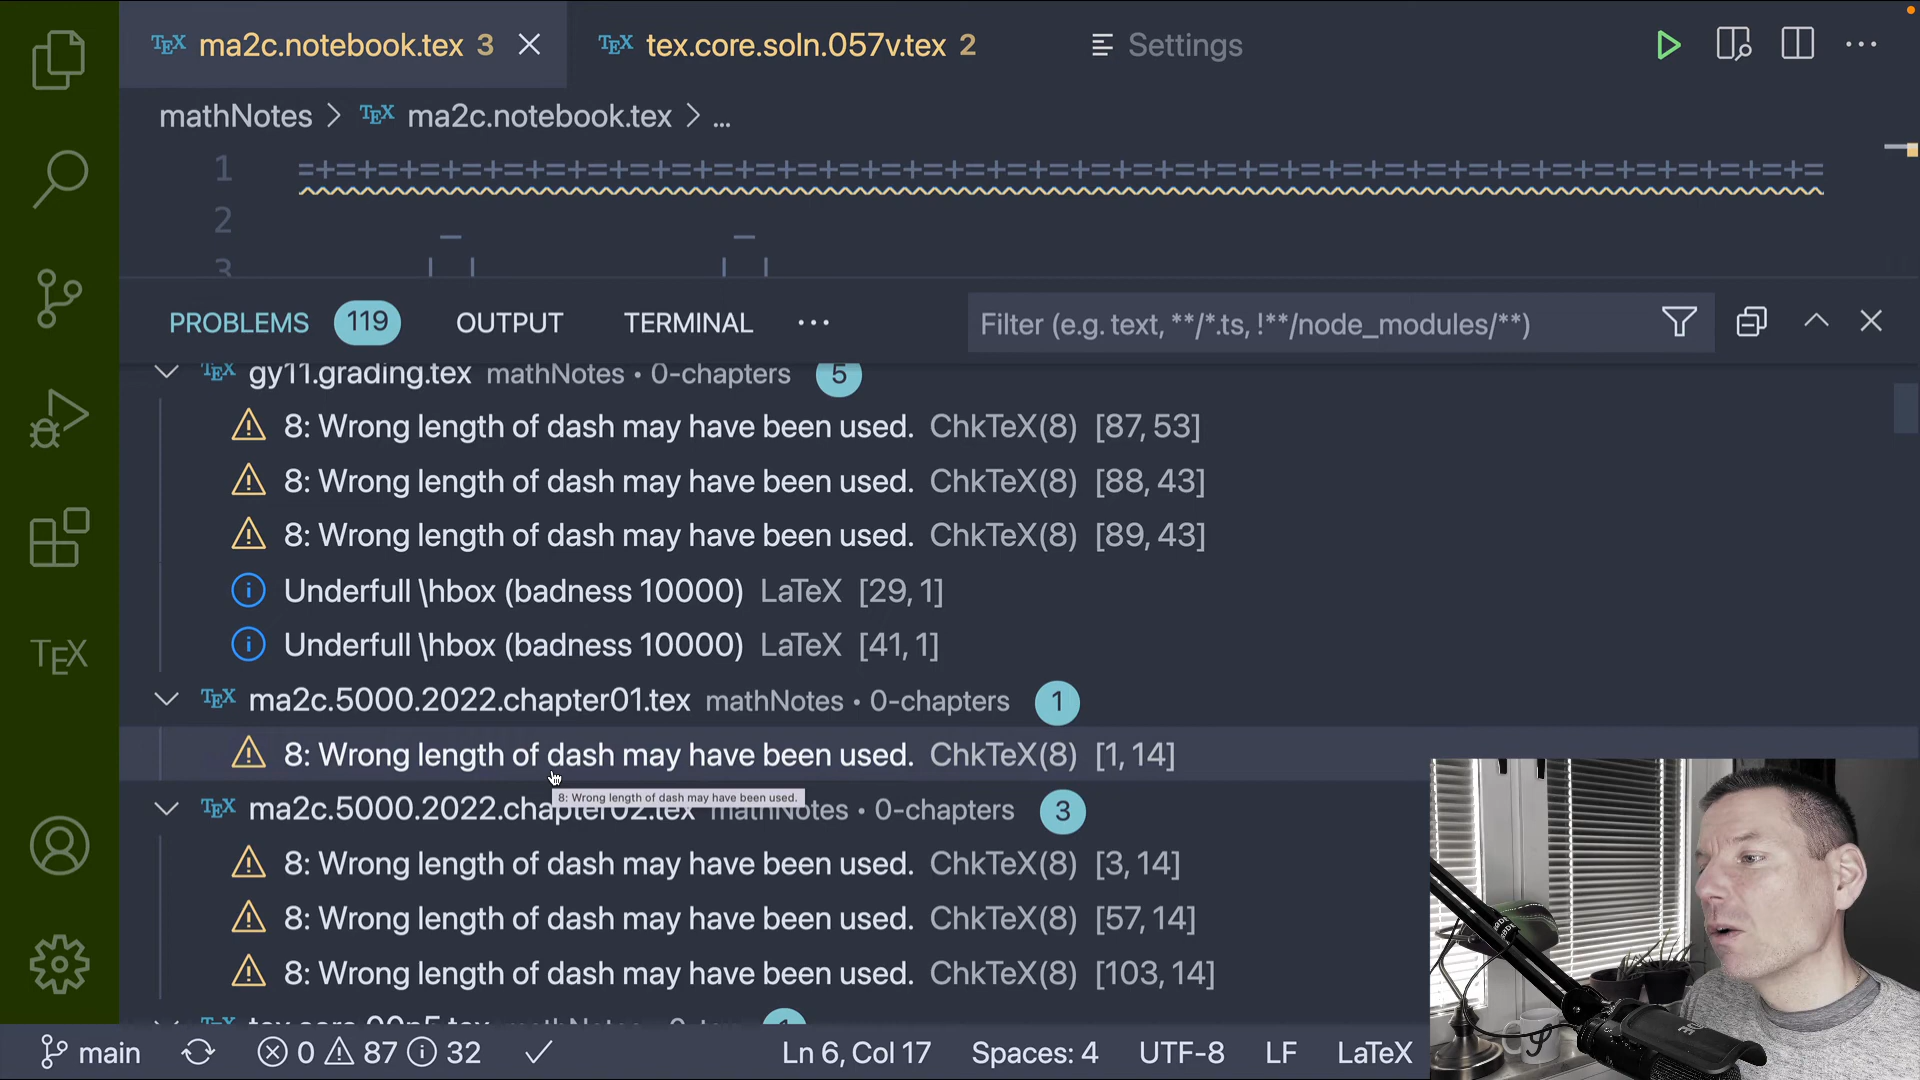 TEX ma2c.notebook.tex 3 TEX tex.core.soln.057v.tex 2 Settings
mathNotes > TEX ma2c.notebook.tex > ...
1 =+=+=+=+=+=+=+=+=+=+=+=+=+=+=+=+=+=+=+=+=+=+=+=+=+=+=+=+=+=+=+=+=+=+=+=+=
2 _ _
3 | | | |
PROBLEMS 119 OUTPUT TERMINAL ... Filter (e.g. text, **/*.ts, !**/node_modules/**)
TEX gy11.grading.tex mathNotes • 0-chapters 5
8: Wrong length of dash may have been used. ChkTeX(8) [87, 53]
8: Wrong length of dash may have been used. ChkTeX(8) [88, 43]
8: Wrong length of dash may have been used. ChkTeX(8) [89, 43]
Underfull \hbox (badness 10000) LaTeX [29, 1]
Underfull \hbox (badness 10000) LaTeX [41, 1]
TEX
TEX ma2c.5000.2022.chapter01.tex mathNotes • 0-chapters 1
8: Wrong length of dash may have been used. ChkTeX(8) [1, 14]
8: Wrong length of dash may have been used.
TEX ma2c.5000.2022.chapter02.tex mathNotes • 0-chapters 3
8: Wrong length of dash may have been used. ChkTeX(8) [3, 14]
8: Wrong length of dash may have been used. ChkTeX(8) [57, 14]
8: Wrong length of dash may have been used. ChkTeX(8) [103, 14]
main 0 87 32 Ln 6, Col 17 Spaces: 4 UTF-8 LF LaTeX